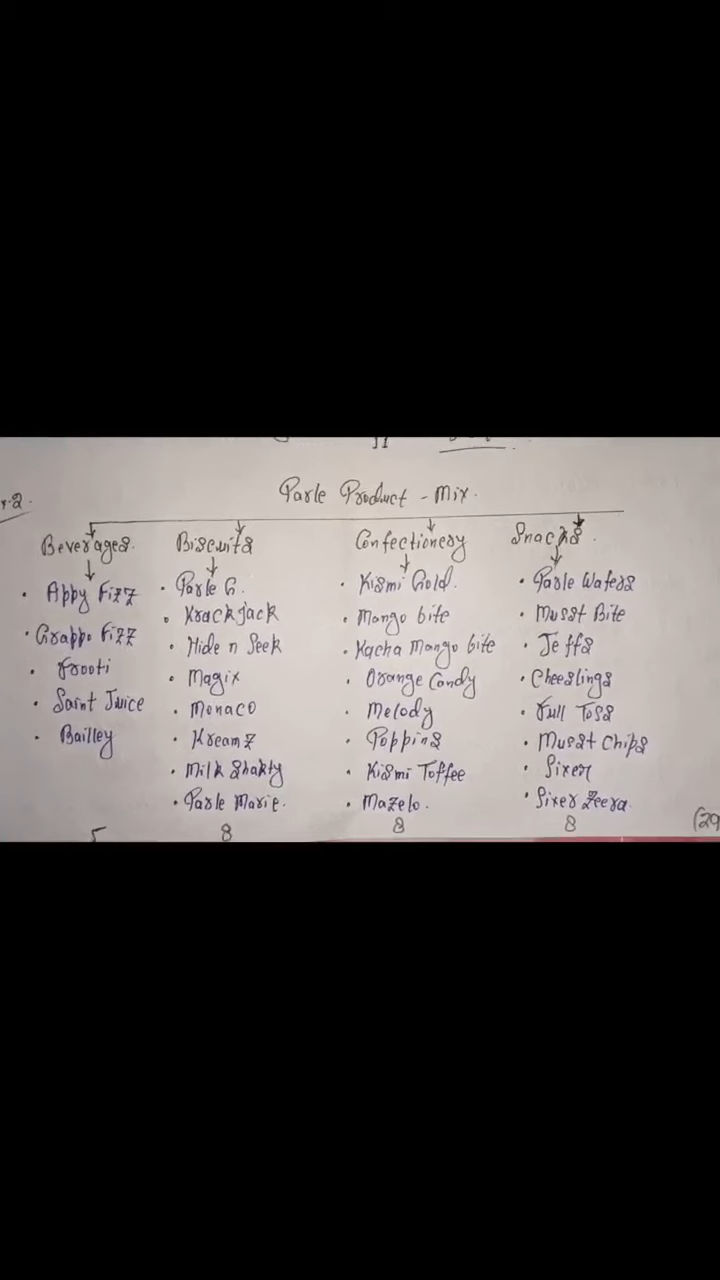 Parle Product - Mix.
Beverages. Biscuits Confectionery Snacks.
• Appy Fizz • Parle G. • Kismi Gold. • Parle Wafers
• Grappo Fizz • Krackjack • Mango bite • Musst Bite
• Frooti • Hide n Seek • Kacha Mango bite • Jeffs
• Saint Juice • Magix • Orange Candy • Cheeslings
• Bailley • Monaco • Melody • Full Toss
• Kreamz • Poppins • Musst Chips
• Milk Shakty • Kismi Toffee • Sixer
• Parle Marie. • Mazelo. • Sixer Zeera.
5 8 8 8 (29